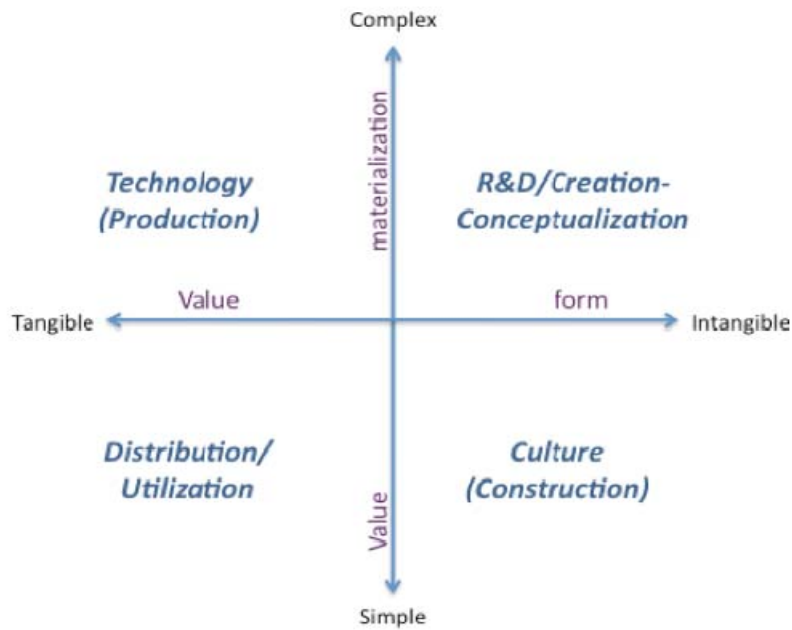 Complex
materialization
Technology
(Production)
R&D/Creation-
Conceptualization
Value
form
Tangible
Intangible
Distribution/
Utilization
Culture
(Construction)
Value
Simple